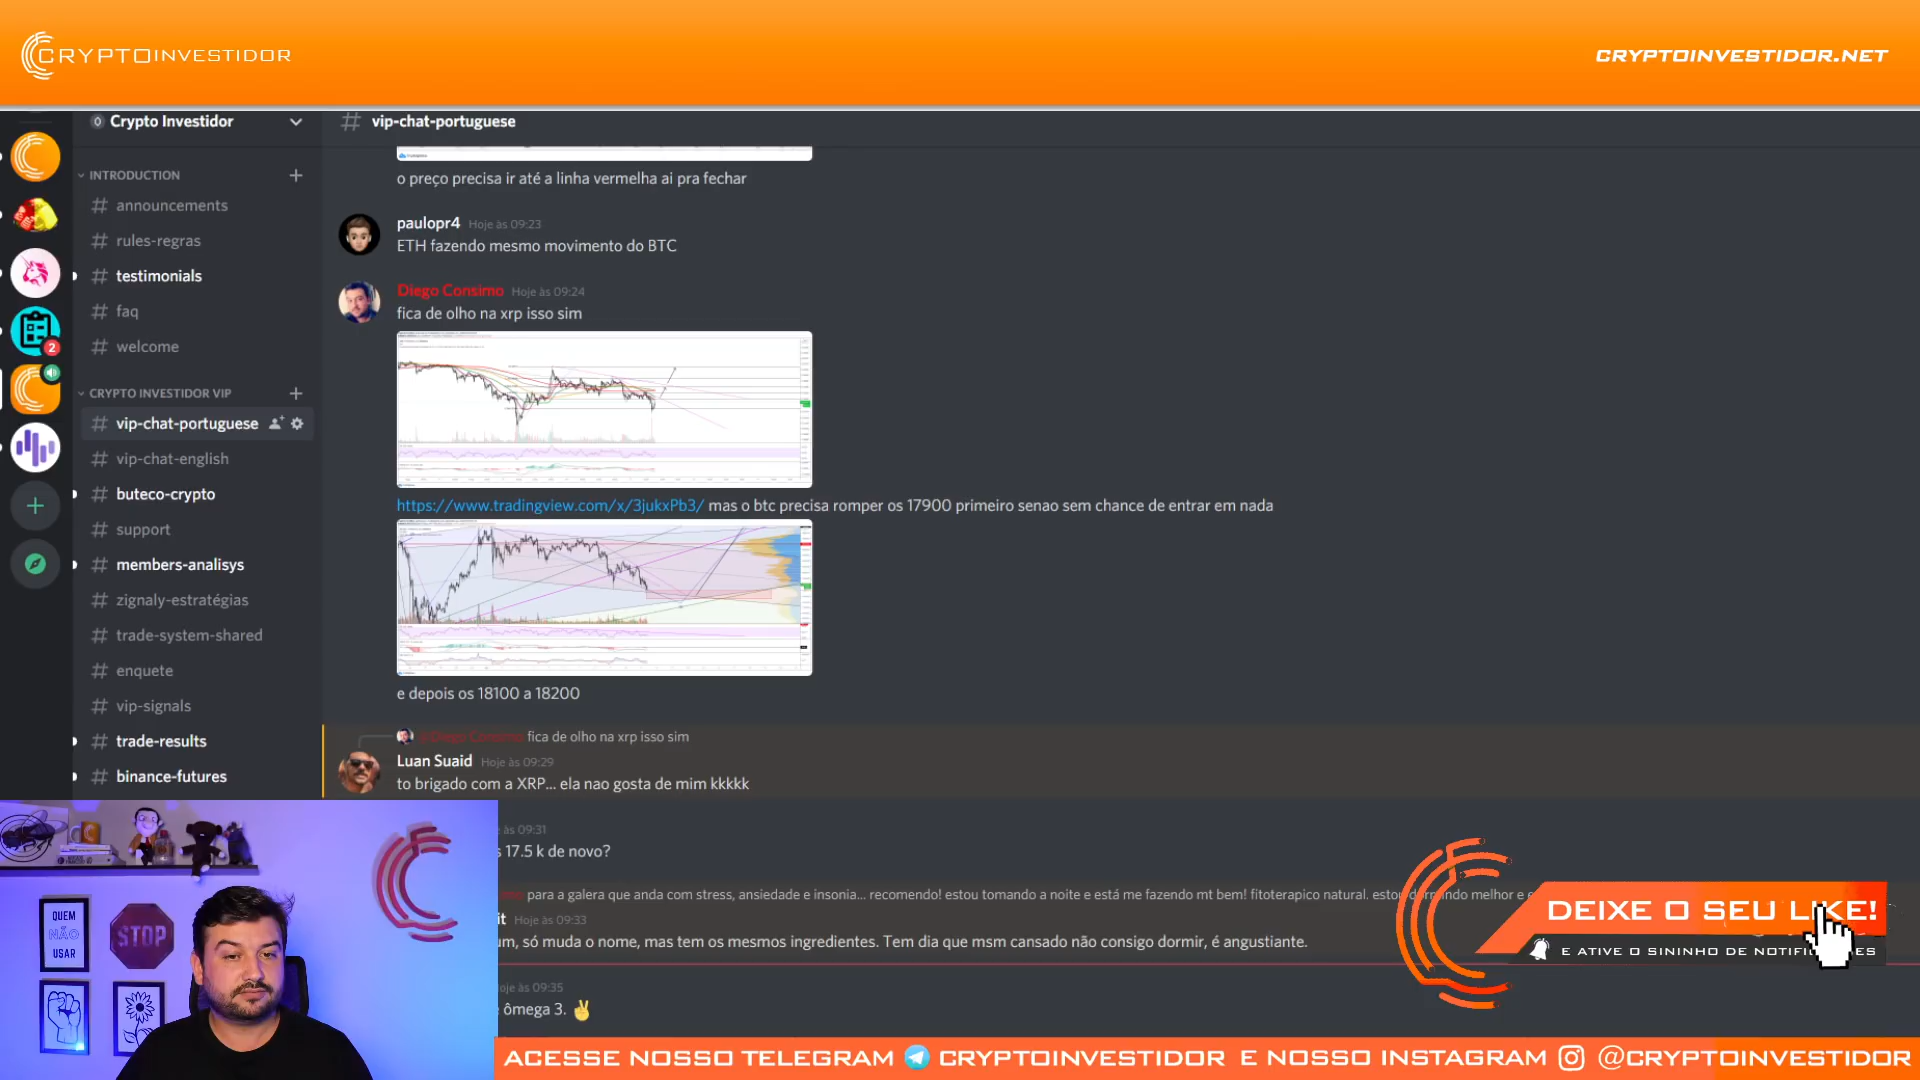 CRYPTOINVESTIDOR
CRYPTOINVESTIDOR.NET
Crypto Investidor
# vip-chat-portuguese
INTRODUCTION
# announcements
# rules-regras
# testimonials
# faq
# welcome
2
CRYPTO INVESTIDOR VIP
# vip-chat-portuguese
# vip-chat-english
# buteco-crypto
# support
# members-analisys
# zignaly-estratégias
# trade-system-shared
# enquete
# vip-signals
# trade-results
# binance-futures
o preço precisa ir até a linha vermelha ai pra fechar
paulopr4 Hoje às 09:23
ETH fazendo mesmo movimento do BTC
Diego Consimo Hoje às 09:24
fica de olho na xrp isso sim
https://www.tradingview.com/x/3jukxPb3/ mas o btc precisa romper os 17900 primeiro senao sem chance de entrar em nada
e depois os 18100 a 18200
@Diego Consimo fica de olho na xrp isso sim
Luan Suaid Hoje às 09:29
to brigado com a XRP... ela nao gosta de mim kkkkk
às 09:31
17.5 k de novo?
para a galera que anda com stress, ansiedade e insonia... recomendo! estou tomando a noite e está me fazendo mt bem! fitoterapico natural. estou dormindo melhor e
it Hoje às 09:33
um, só muda o nome, mas tem os mesmos ingredientes. Tem dia que msm cansado não consigo dormir, é angustiante.
oje às 09:35
ômega 3. ✌
QUEM
NÃO
USAR
STOP
DEIXE O SEU LIKE!
E ATIVE O SININHO DE NOTIFI ES
ACESSE NOSSO TELEGRAM CRYPTOINVESTIDOR E NOSSO INSTAGRAM @CRYPTOINVESTIDOR